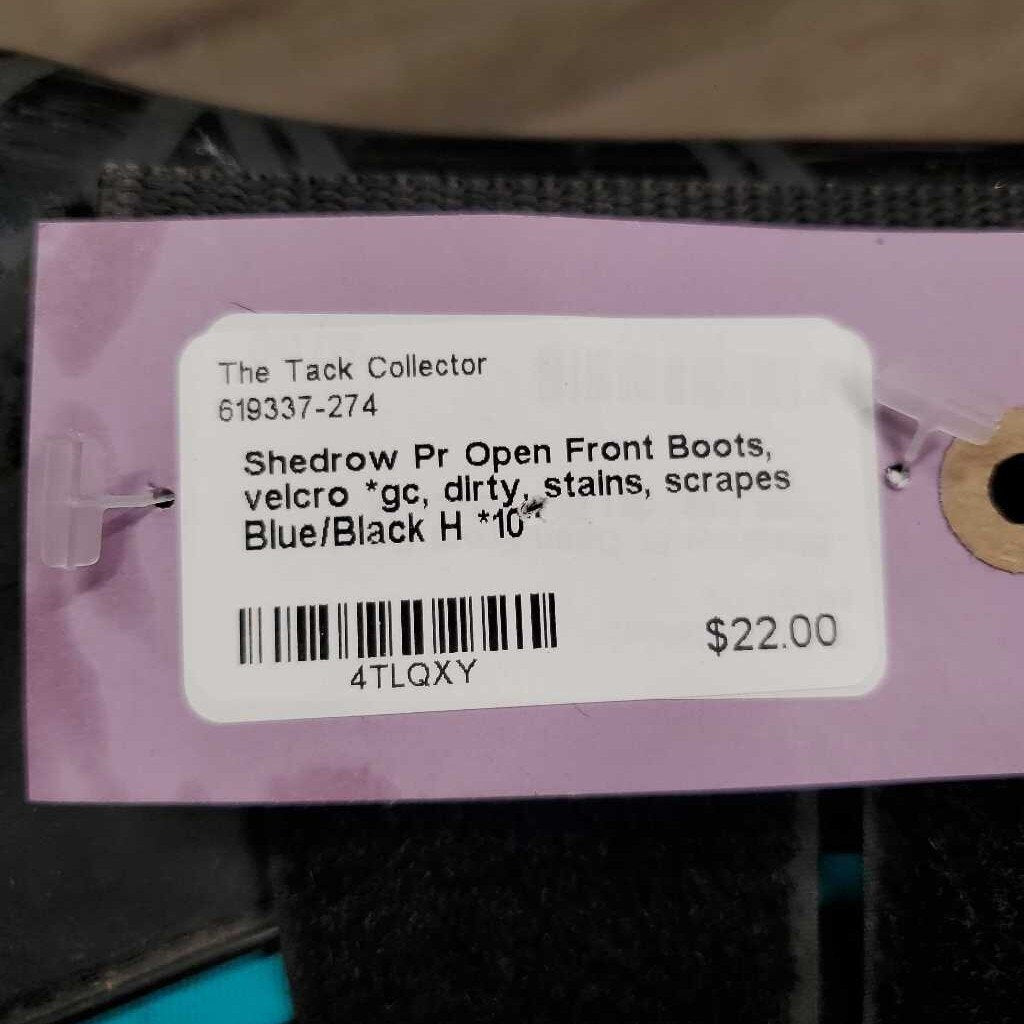 The Tack Collector
619337-274
Shedrow Pr Open Front Boots,
velcro *gc, dirty, stains, scrapes
Blue/Black H *10"
4TLQXY
$22.00